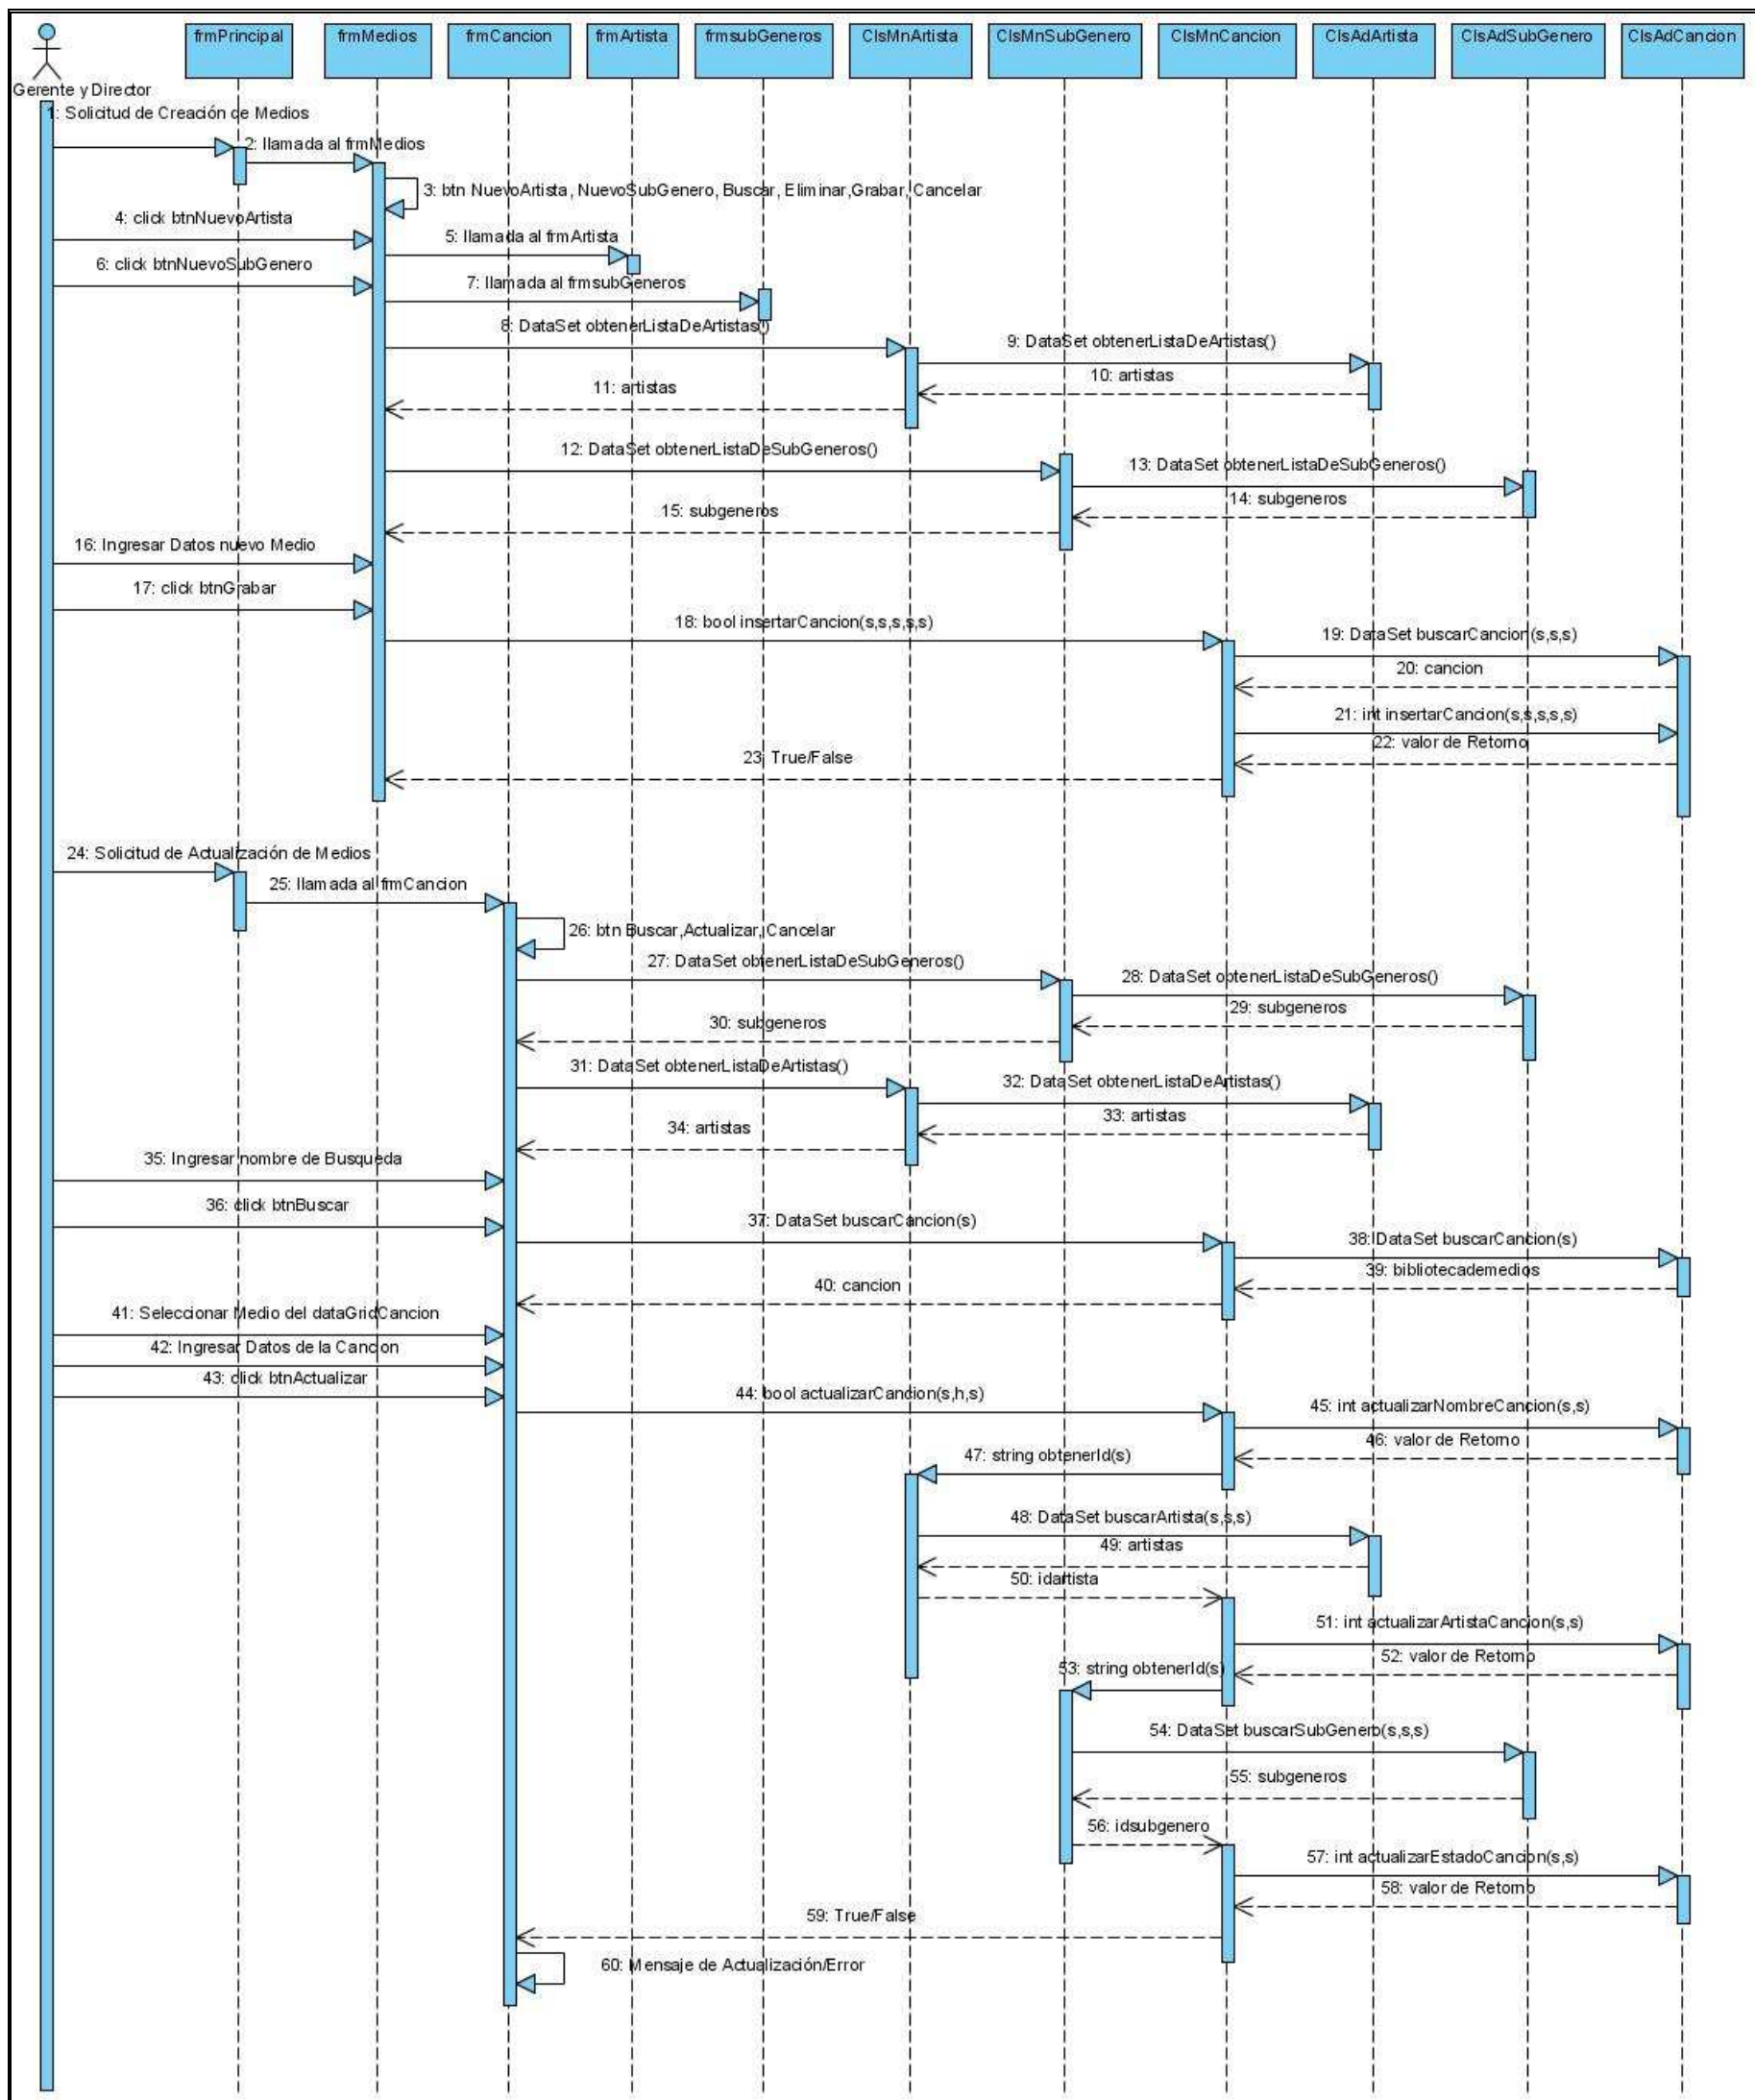 frmPrincipal
frmMedios
frmCancion
frmArtista
frmsubGeneros
ClsMnArtista
ClsMnSubGenero
ClsMnCancion
ClsAdArtista
ClsAdSubGenero
ClsAdCancion
Gerente y Director
1: Solicitud de Creación de Medios
2: llamada al frmMedios
3: btn NuevoArtista, NuevoSubGenero, Buscar, Eliminar,Grabar, Cancelar
4: click btnNuevoArtista
5: llamada al frmArtista
6: click btnNuevoSubGenero
7: llamada al frmsubGeneros
8: DataSet obtenerListaDeArtistas()
9: DataSet obtenerListaDeArtistas()
10: artistas
11: artistas
12: DataSet obtenerListaDeSubGeneros()
13: DataSet obtenerListaDeSubGeneros()
14: subgeneros
15: subgeneros
16: Ingresar Datos nuevo Medio
17: click btnGrabar
18: bool insertarCancion(s,s,s,s,s)
19: DataSet buscarCancion(s,s,s)
20: cancion
21: int insertarCancion(s,s,s,s,s)
22: valor de Retorno
23: True/False
24: Solicitud de Actualización de Medios
25: llamada al frmCancion
26: btn Buscar,Actualizar, Cancelar
27: DataSet obtenerListaDeSubGeneros()
28: DataSet obtenerListaDeSubGeneros()
29: subgeneros
30: subgeneros
31: DataSet obtenerListaDeArtistas()
32: DataSet obtenerListaDeArtistas()
33: artistas
34: artistas
35: Ingresar nombre de Busqueda
36: click btnBuscar
37: DataSet buscarCancion(s)
38: DataSet buscarCancion(s)
39: bibliotecademedios
40: cancion
41: Seleccionar Medio del dataGridCancion
42: Ingresar Datos de la Cancion
43: click btnActualizar
44: bool actualizarCancion(s,h,s)
45: int actualizarNombreCancion(s,s)
46: valor de Retorno
47: string obtenerId(s)
48: DataSet buscarArtista(s,s,s)
49: artistas
50: idartista
51: int actualizarArtistaCancion(s,s)
52: valor de Retorno
53: string obtenerId(s)
54: DataSet buscarSubGenero(s,s,s)
55: subgeneros
56: idsubgenero
57: int actualizarEstadoCancion(s,s)
58: valor de Retorno
59: True/False
60: Mensaje de Actualización/Error